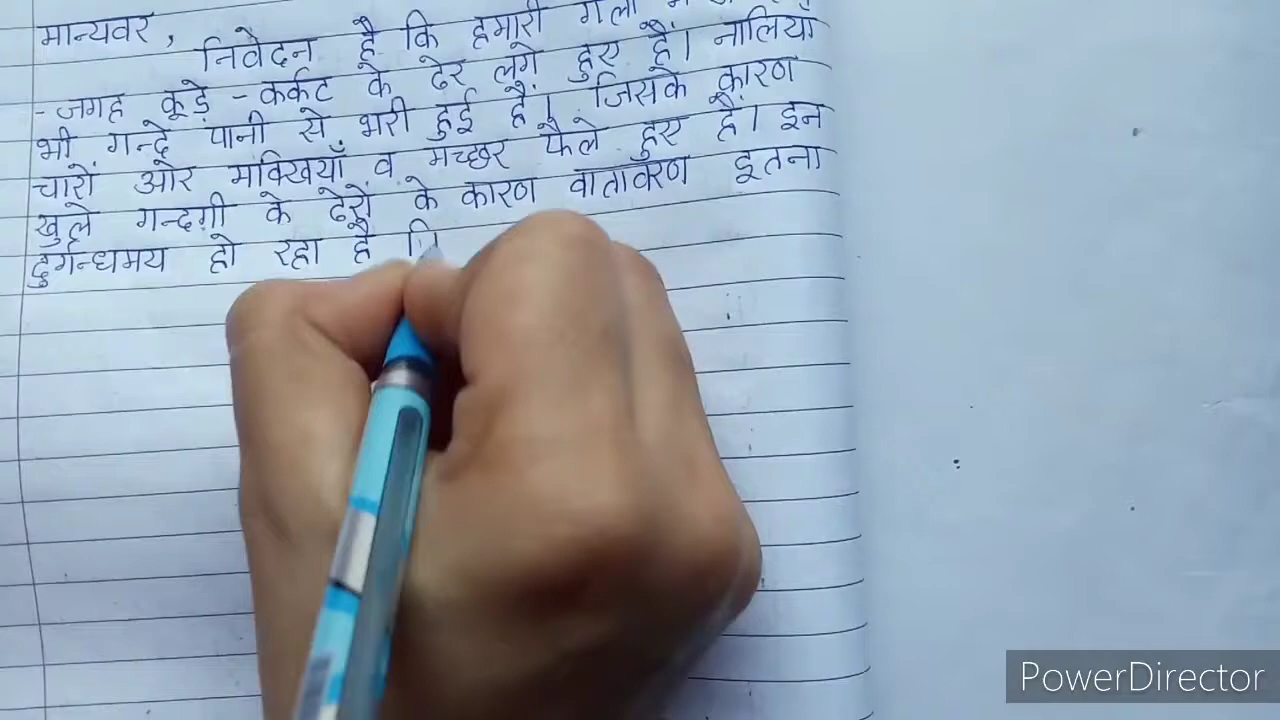 मान्यवर,
निवेदन है कि हमारी गली में
-जगह कूड़े-कर्कट के ढेर लगे हुए हैं। नालियाँ
भी गन्दे पानी से भरी हुई हैं। जिसके कारण
चारों ओर मक्खियाँ व मच्छर फैले हुए हैं। इन
खुले गन्दगी के ढेरों के कारण वातावरण इतना
दुर्गन्धमय हो रहा है
PowerDirector